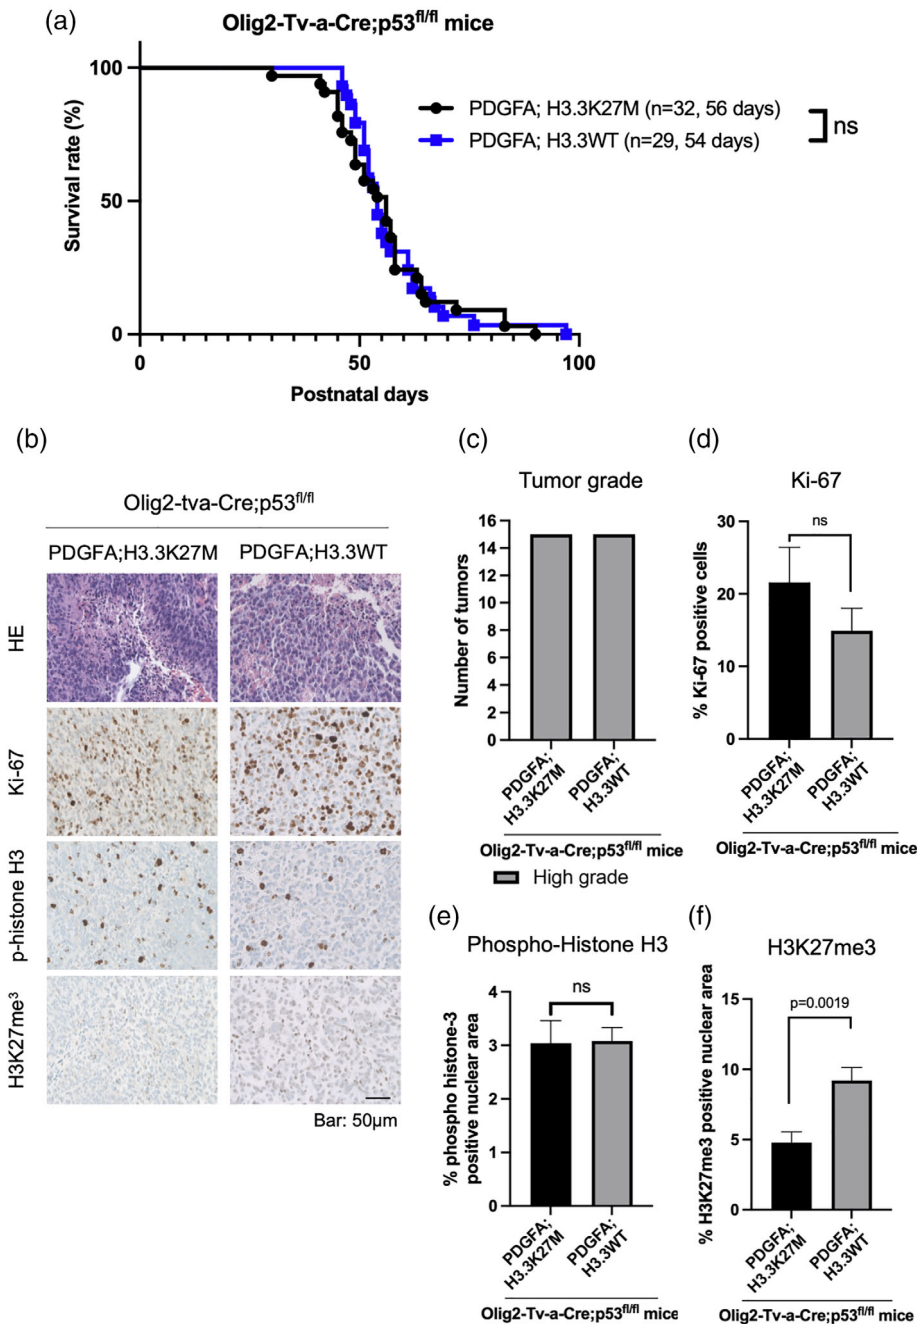 (a)
Olig2-Tv-a-Cre;p53fl/fl mice
Survival rate (%)
100
50
0
0
50
100
Postnatal days
PDGFA; H3.3K27M (n=32, 56 days)
PDGFA; H3.3WT (n=29, 54 days)
ns
(b)
Olig2-tva-Cre;p53fl/fl
PDGFA;H3.3K27M
PDGFA;H3.3WT
HE
Ki-67
p-histone H3
H3K27me³
Bar: 50µm
(c)
Tumor grade
Number of tumors
16
14
12
10
8
6
4
2
0
PDGFA;
H3.3K27M
PDGFA;
H3.3WT
Olig2-Tv-a-Cre;p53fl/fl mice
High grade
(d)
Ki-67
% Ki-67 positive cells
30
20
10
0
ns
PDGFA;
H3.3K27M
PDGFA;
H3.3WT
Olig2-Tv-a-Cre;p53fl/fl mice
(e)
Phospho-Histone H3
% phospho histone-3
positive nuclear area
4
3
2
1
0
ns
PDGFA;
H3.3K27M
PDGFA;
H3.3WT
Olig2-Tv-a-Cre;p53fl/fl mice
(f)
H3K27me3
% H3K27me3 positive nuclear area
15
10
5
0
p=0.0019
PDGFA;
H3.3K27M
PDGFA;
H3.3WT
Olig2-Tv-a-Cre;p53fl/fl mice